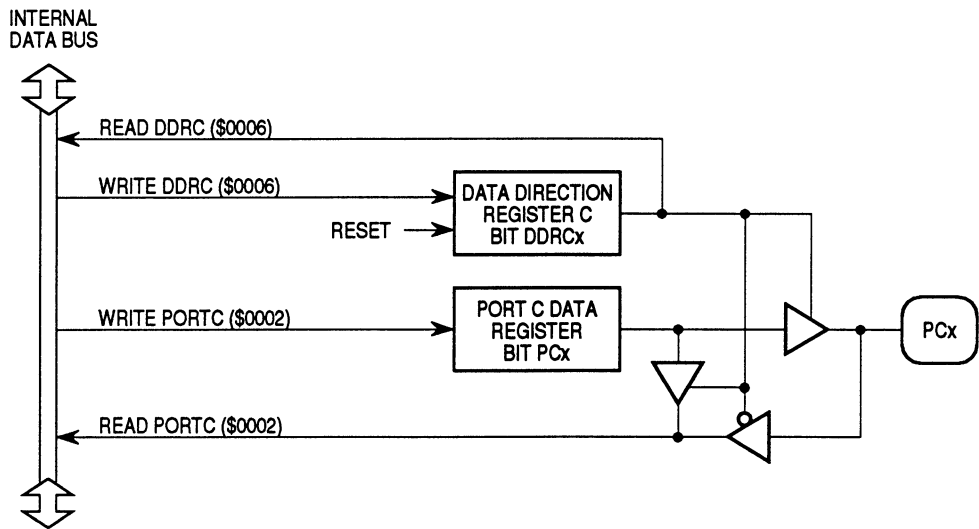 INTERNAL
DATA BUS
READ DDRC ($0006)
WRITE DDRC ($0006)
RESET
DATA DIRECTION
REGISTER C
BIT DDRCx
WRITE PORTC ($0002)
PORT C DATA
REGISTER
BIT PCx
PCx
READ PORTC ($0002)